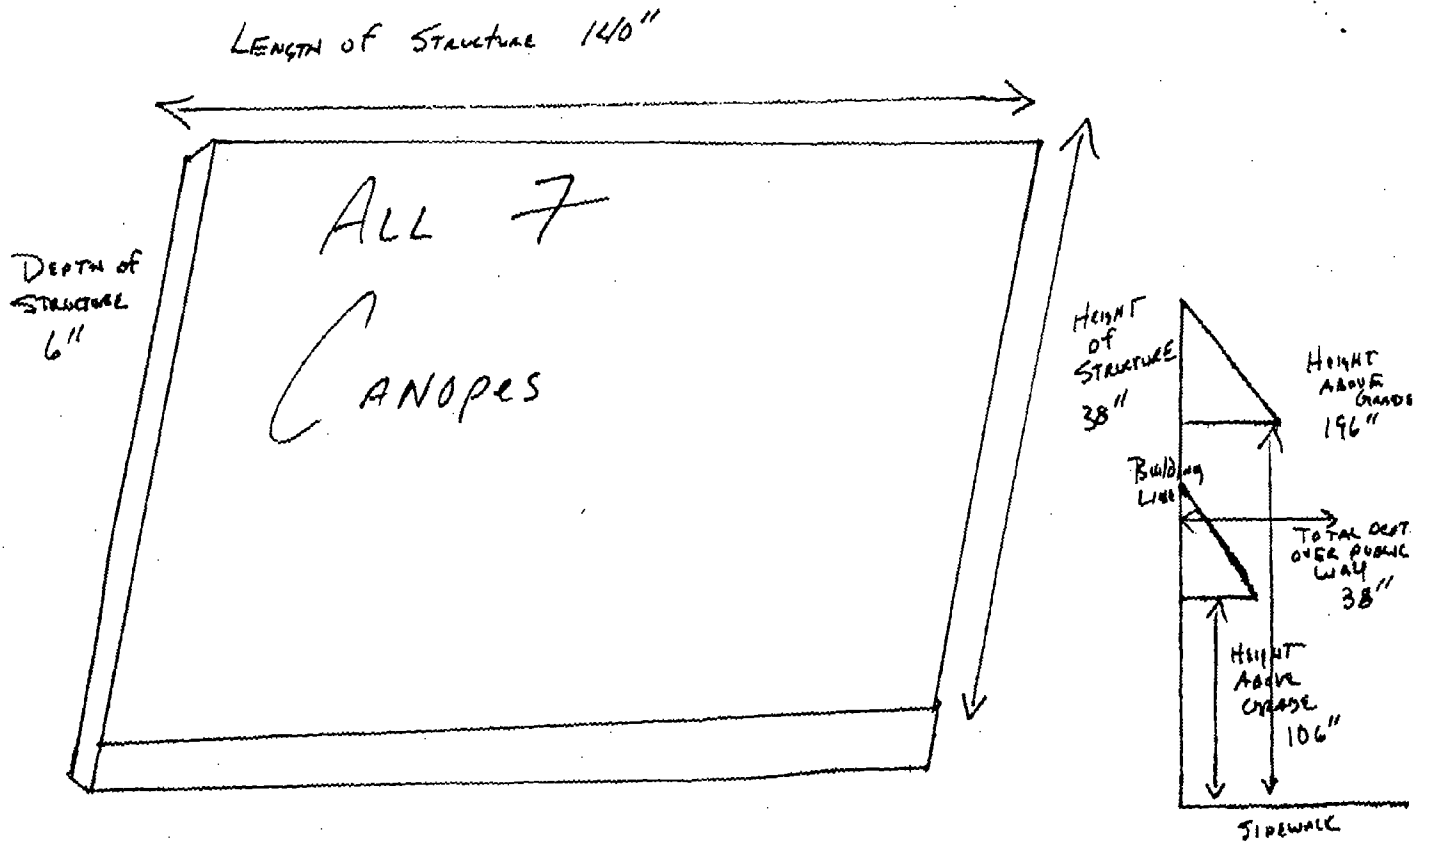 LENGTH of STRUCTURE 140"
ALL 7
CANOPES
DEPTH of
STRUCTURE
6"
HEIGHT
of
STRUCTURE
38"
HEIGHT
ABOVE
GRADE
196"
Building
LINE
TOTAL DEPT.
OVER PUBLIC
WAY
38"
HEIGHT
ABOVE
GRADE
106"
SIDEWALK